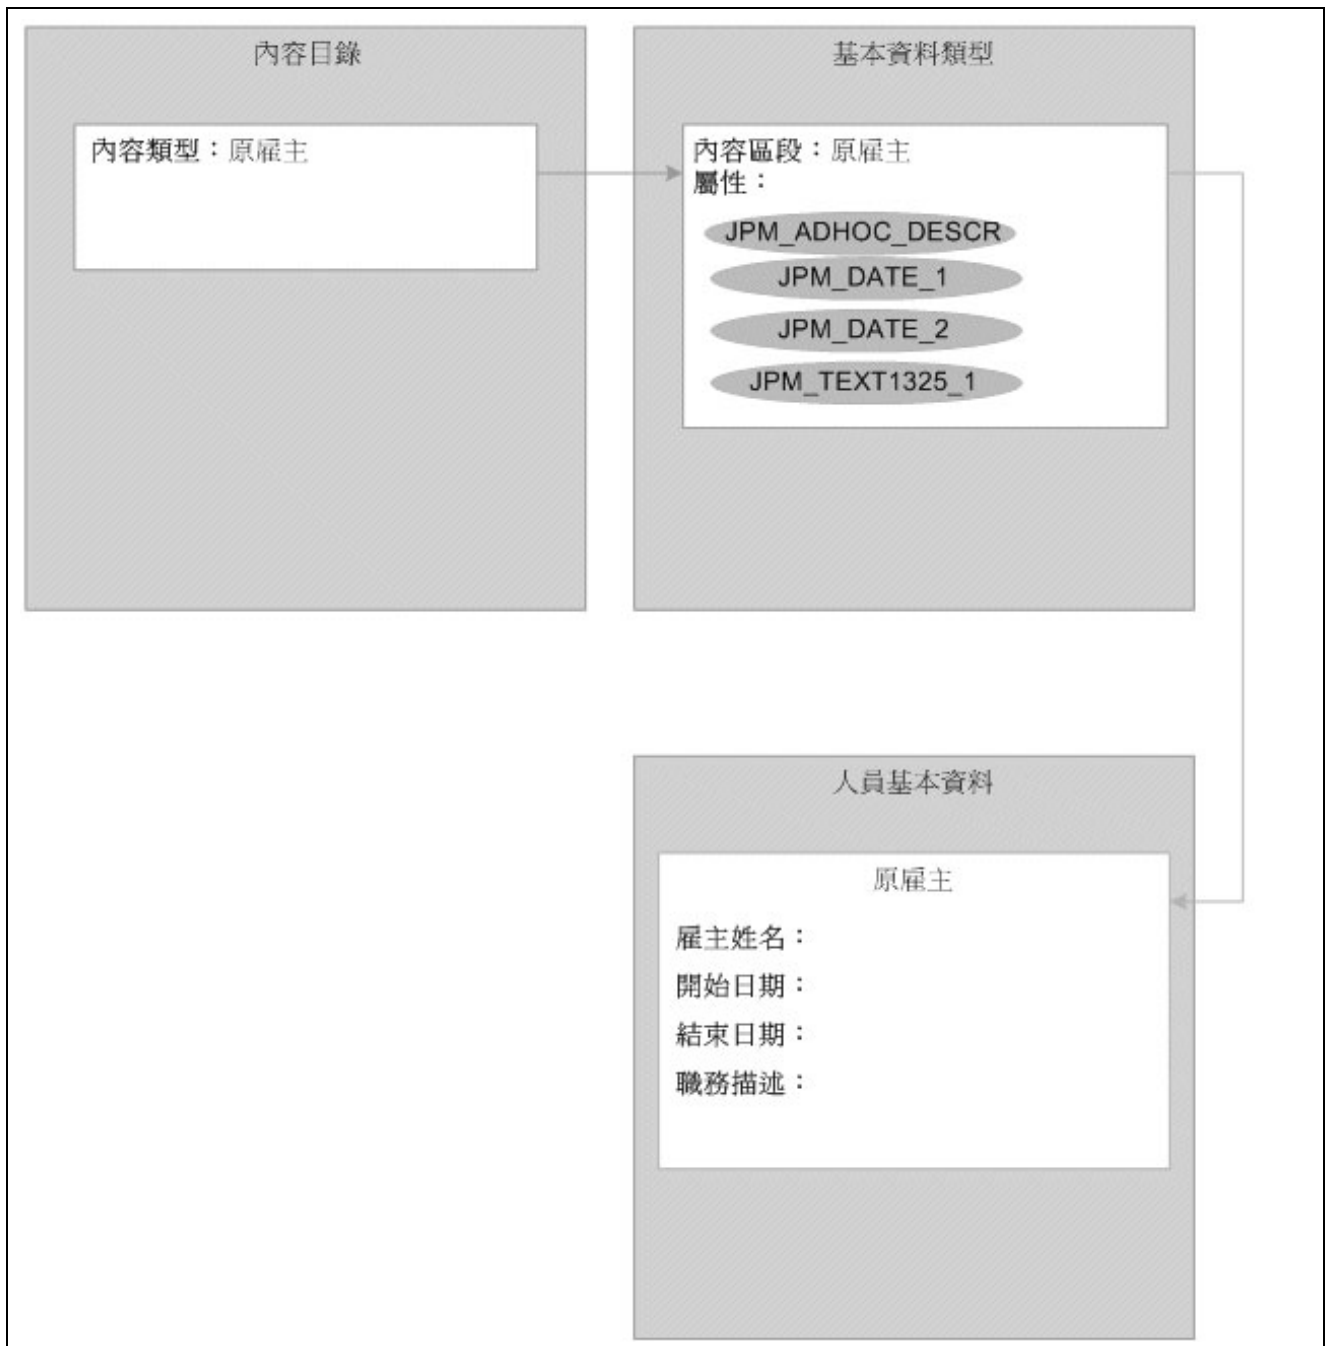 內容目錄
內容類型：原雇主
基本資料類型
內容區段：原雇主
屬性：
JPM_ADHOC_DESCR
JPM_DATE_1
JPM_DATE_2
JPM_TEXT1325_1
人員基本資料
原雇主
雇主姓名：
開始日期：
結束日期：
職務描述：